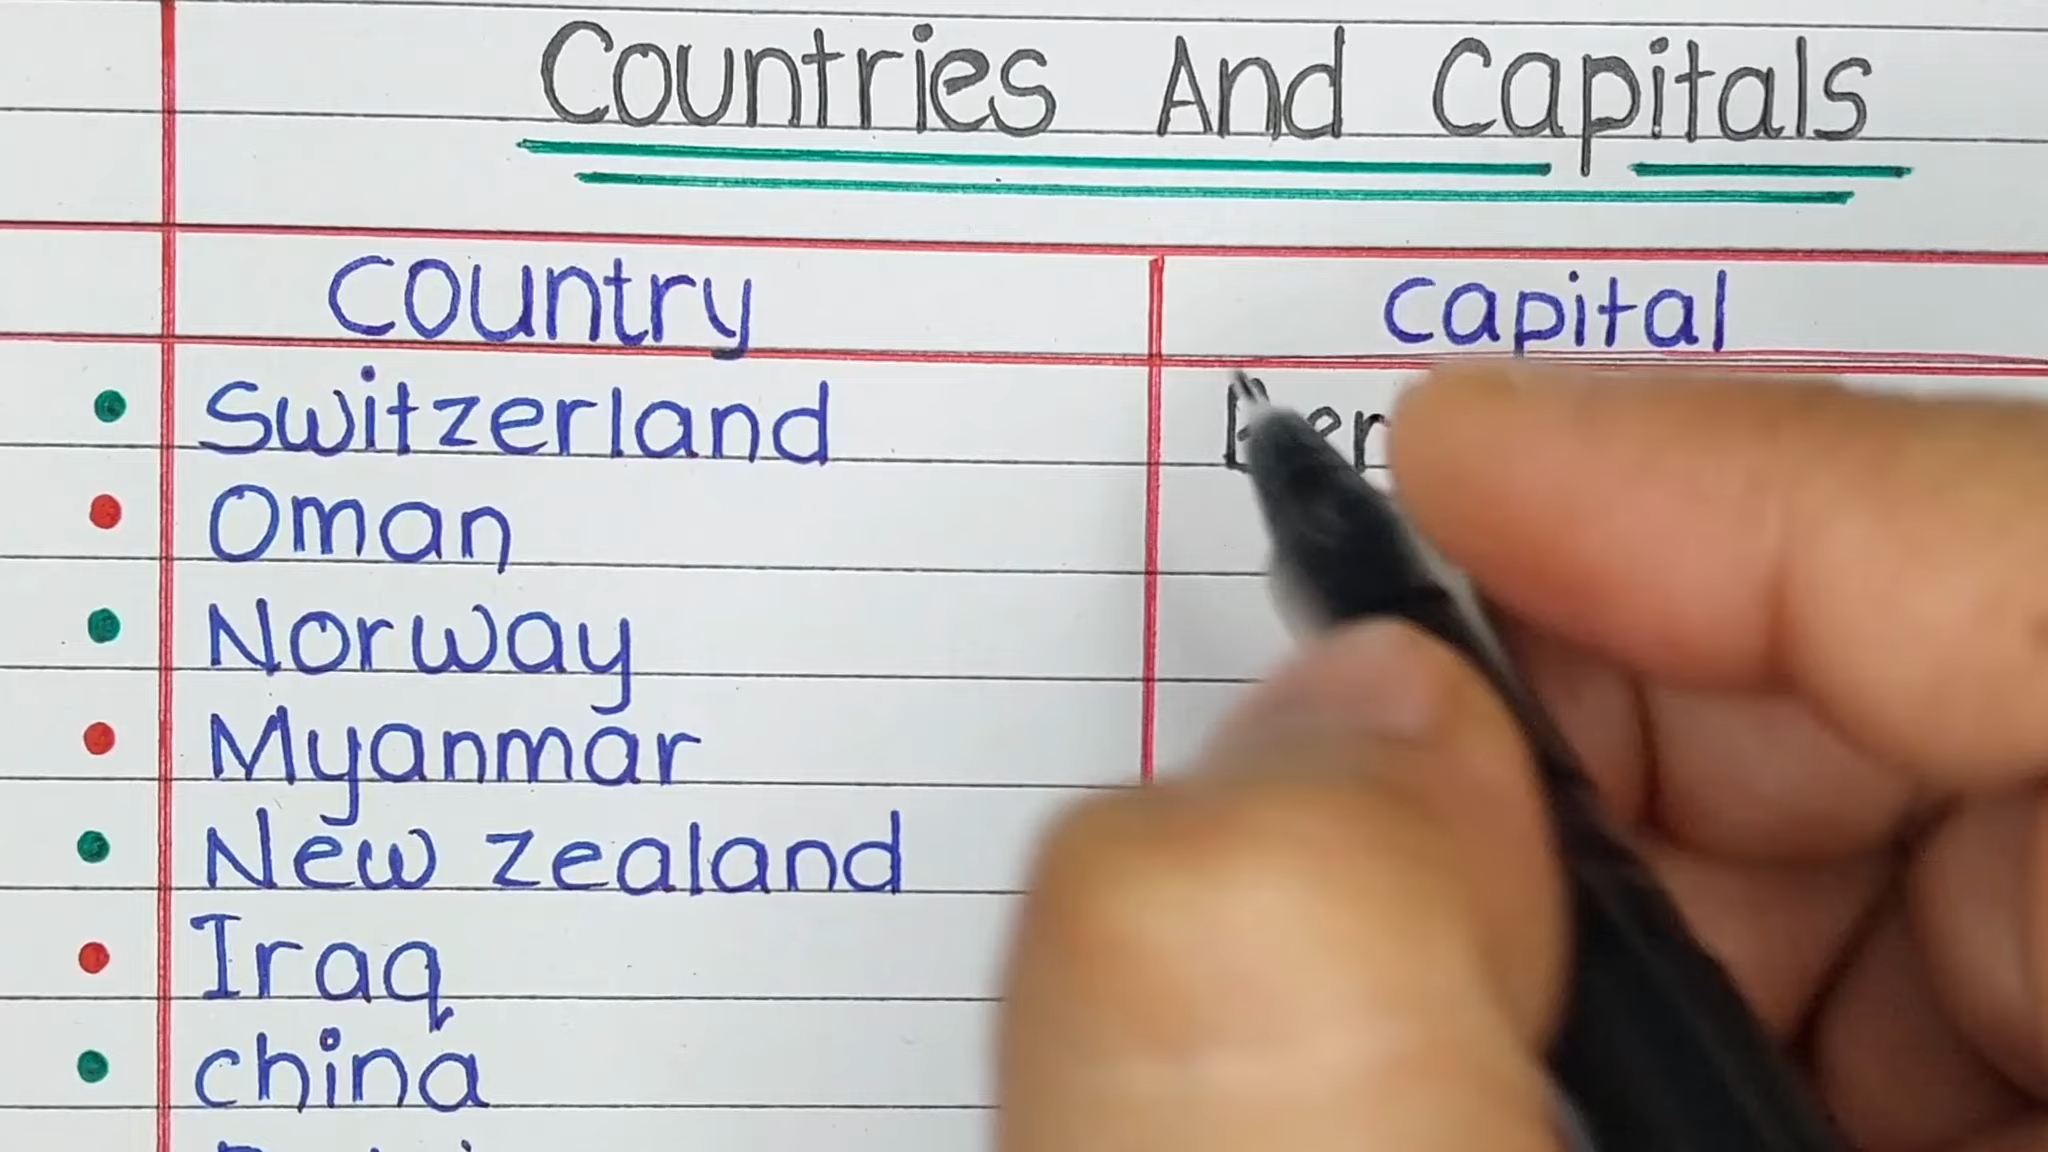 Countries And Capitals
Country Capital
Switzerland
Oman
Norway
Myanmar
New Zealand
Iraq
china